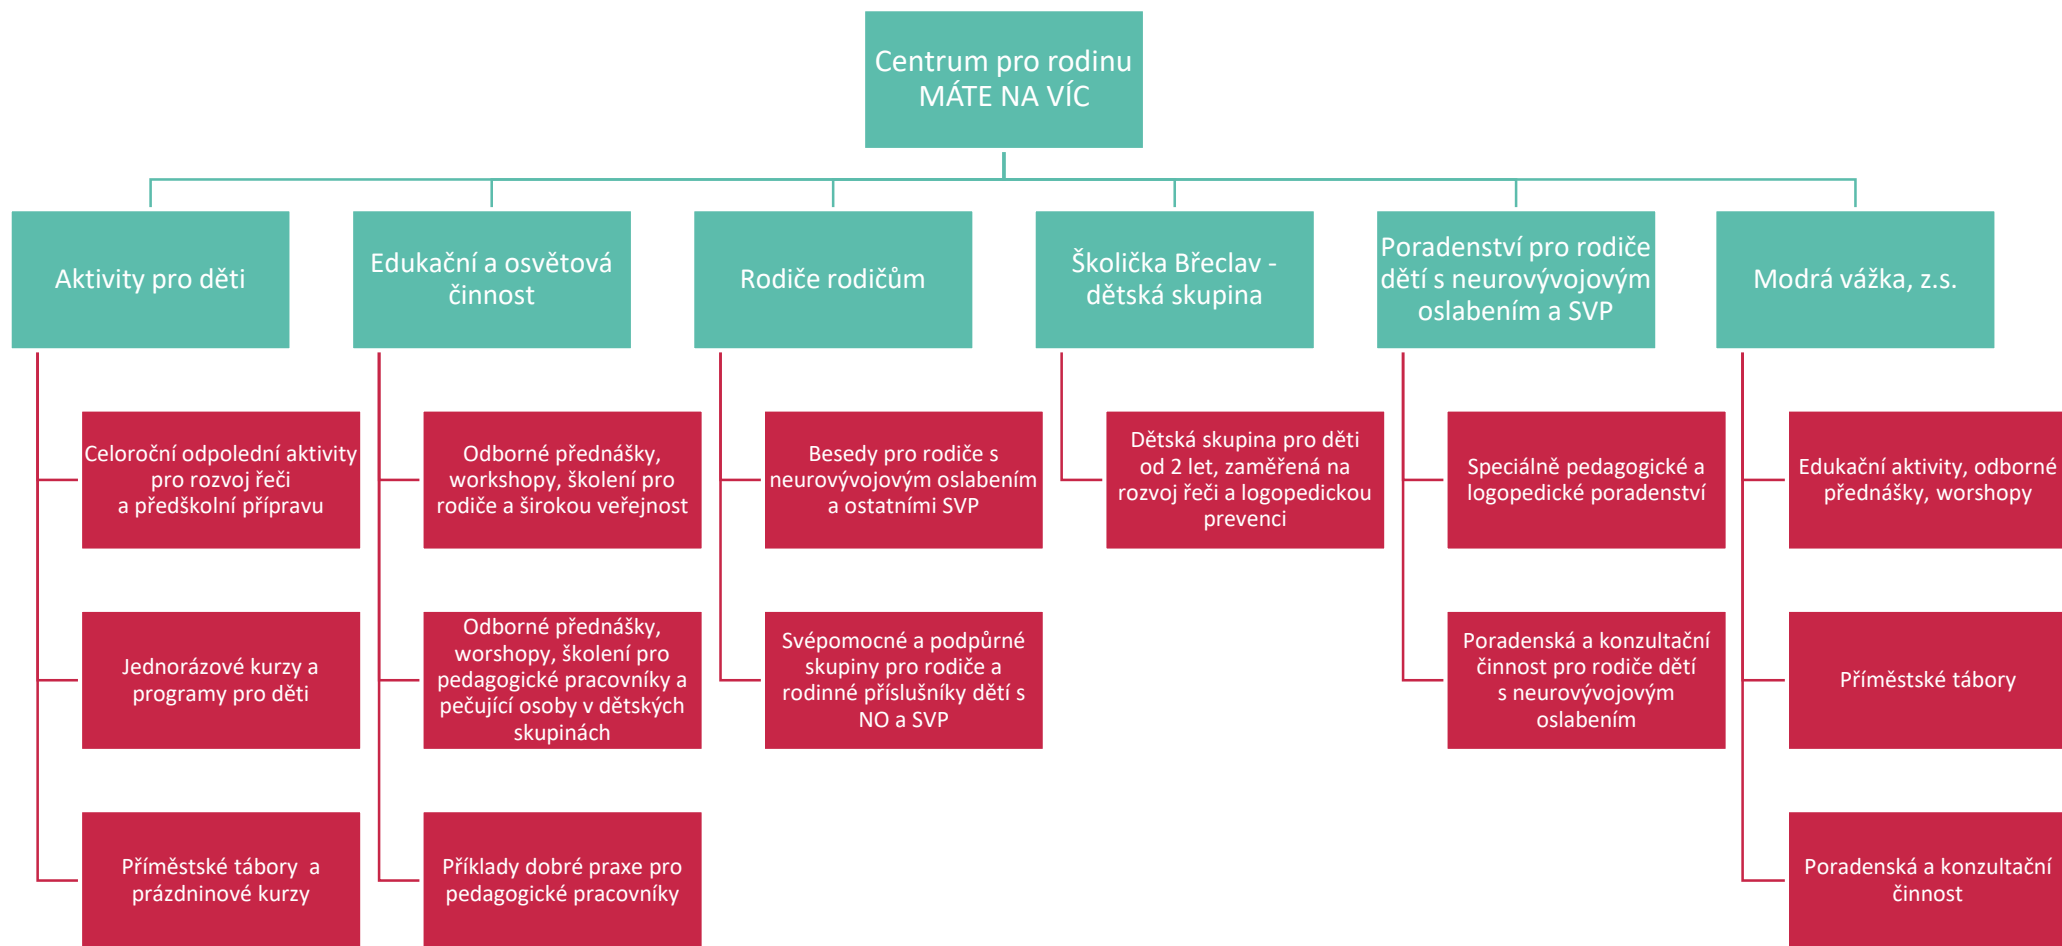 Centrum pro rodinu
MÁTE NA VÍC
Aktivity pro děti
Edukační a osvětová
činnost
Rodiče rodičům
Školička Břeclav -
dětská skupina
Poradenství pro rodiče
dětí s neurovývojovým
oslabením a SVP
Modrá vážka, z.s.
Celoroční odpolední aktivity
pro rozvoj řeči
a předškolní přípravu
Odborné přednášky,
workshopy, školení pro
rodiče a širokou veřejnost
Besedy pro rodiče s
neurovývojovým oslabením
a ostatními SVP
Dětská skupina pro děti
od 2 let, zaměřená na
rozvoj řeči a logopedickou
prevenci
Speciálně pedagogické a
logopedické poradenství
Edukační aktivity, odborné
přednášky, worshopy
Jednorázové kurzy a
programy pro děti
Odborné přednášky,
worshopy, školení pro
pedagogické pracovníky a
pečující osoby v dětských
skupinách
Svépomocné a podpůrné
skupiny pro rodiče a
rodinné příslušníky dětí s
NO a SVP
Poradenská a konzultační
činnost pro rodiče dětí
s neurovývojovým
oslabením
Příměstské tábory
Příměstské tábory  a
prázdninové kurzy
Příklady dobré praxe pro
pedagogické pracovníky
Poradenská a konzultační
činnost